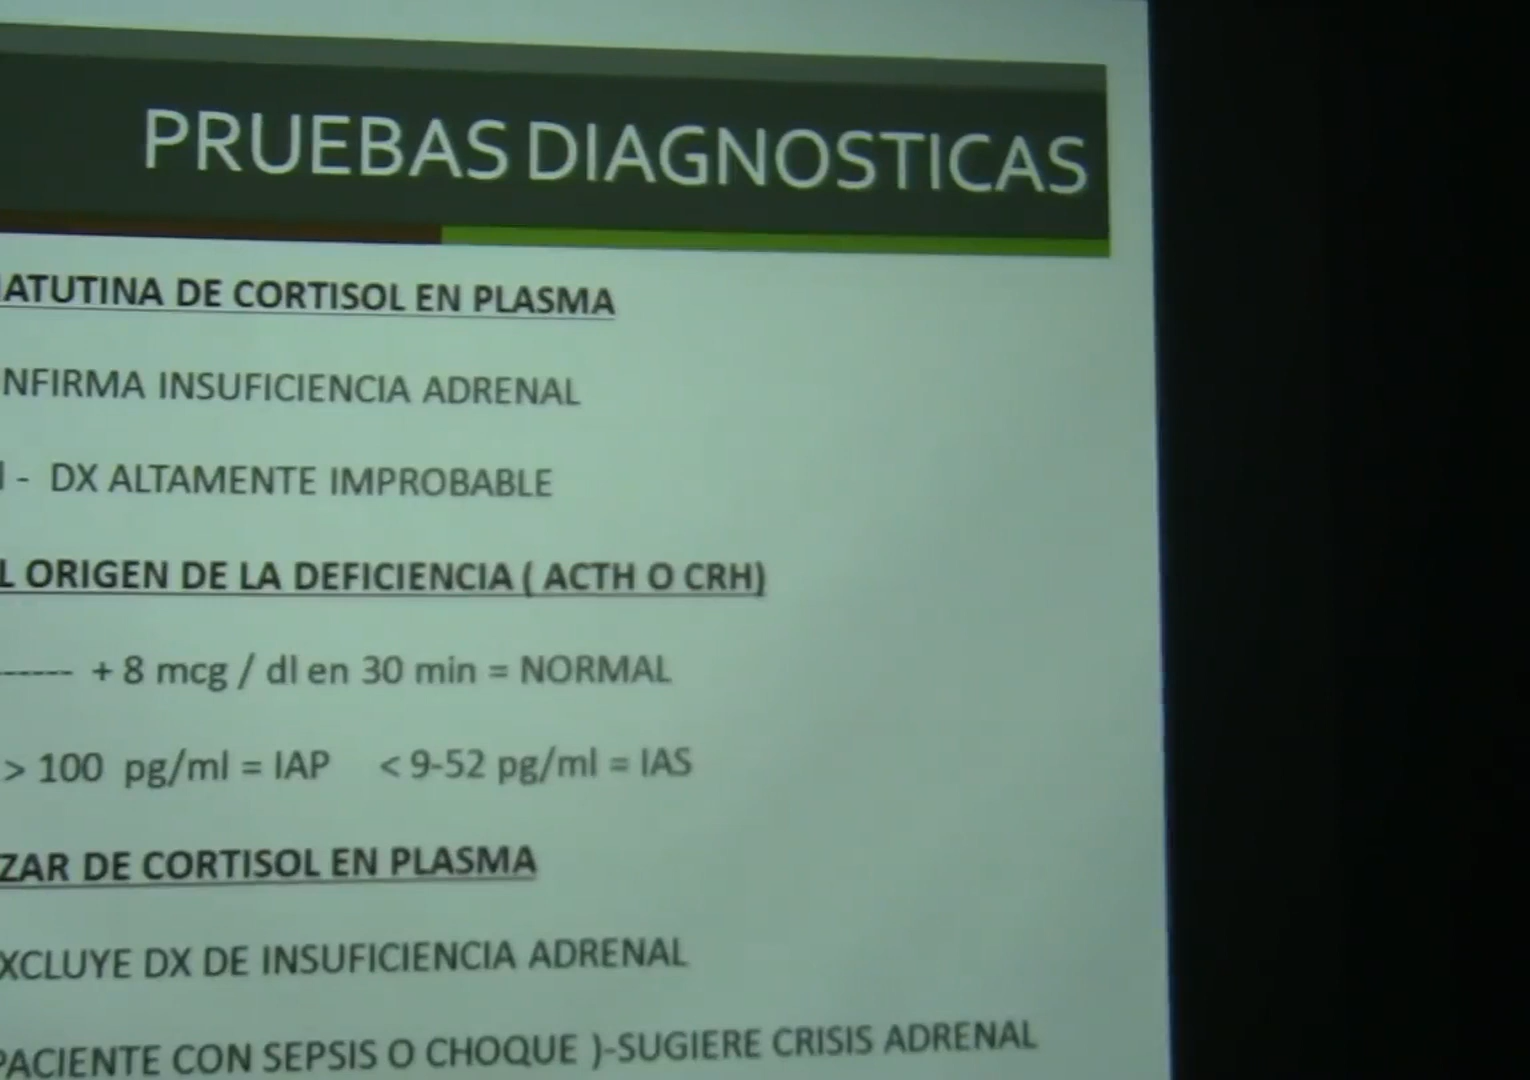 PRUEBAS DIAGNOSTICAS
ATUTINA DE CORTISOL EN PLASMA
NFIRMA INSUFICIENCIA ADRENAL
- DX ALTAMENTE IMPROBABLE
L ORIGEN DE LA DEFICIENCIA ( ACTH O CRH)
------ + 8 mcg / dl en 30 min = NORMAL
> 100 pg/ml = IAP < 9-52 pg/ml = IAS
ZAR DE CORTISOL EN PLASMA
XCLUYE DX DE INSUFICIENCIA ADRENAL
PACIENTE CON SEPSIS O CHOQUE )-SUGIERE CRISIS ADRENAL